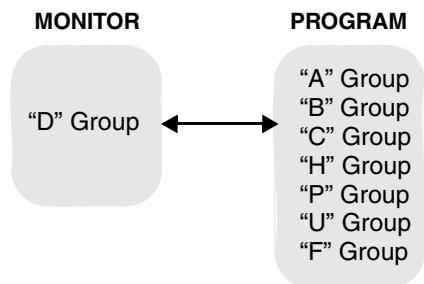 MONITOR
“D” Group
PROGRAM
“A” Group
“B” Group
“C” Group
“H” Group
“P” Group
“U” Group
“F” Group